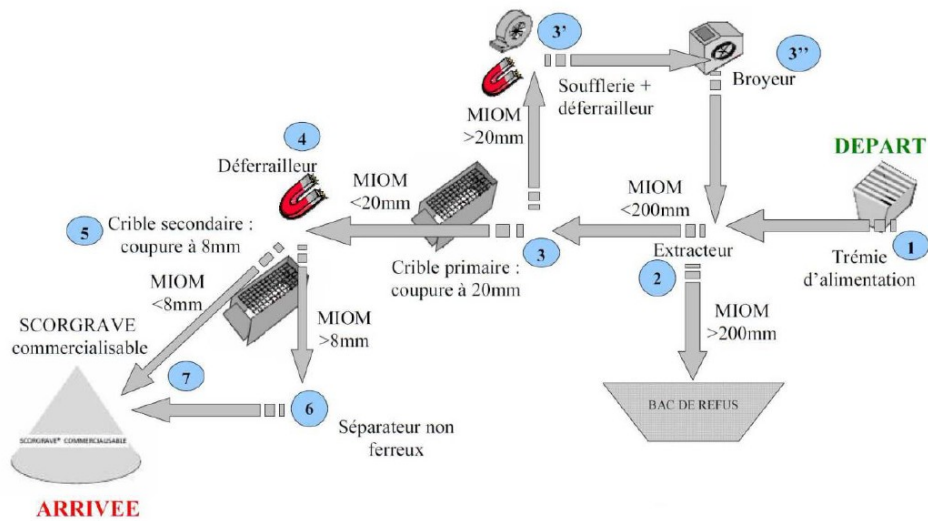 3'
3''
Soufflerie +
déferrailleur
Broyeur
MIOM
>20mm
DEPART
4
Déferrailleur
MIOM
<20mm
MIOM
<200mm
5
Crible secondaire :
coupure à 8mm
Crible primaire :
coupure à 20mm
3
Extracteur
2
1
Trémie
d'alimentation
MIOM
<8mm
MIOM
>8mm
MIOM
>200mm
SCORGRAVE
commercialisable
7
6
Séparateur non
ferreux
BAC DE REFUS
SCORGRAVE® COMMERCIALISABLE
ARRIVEE